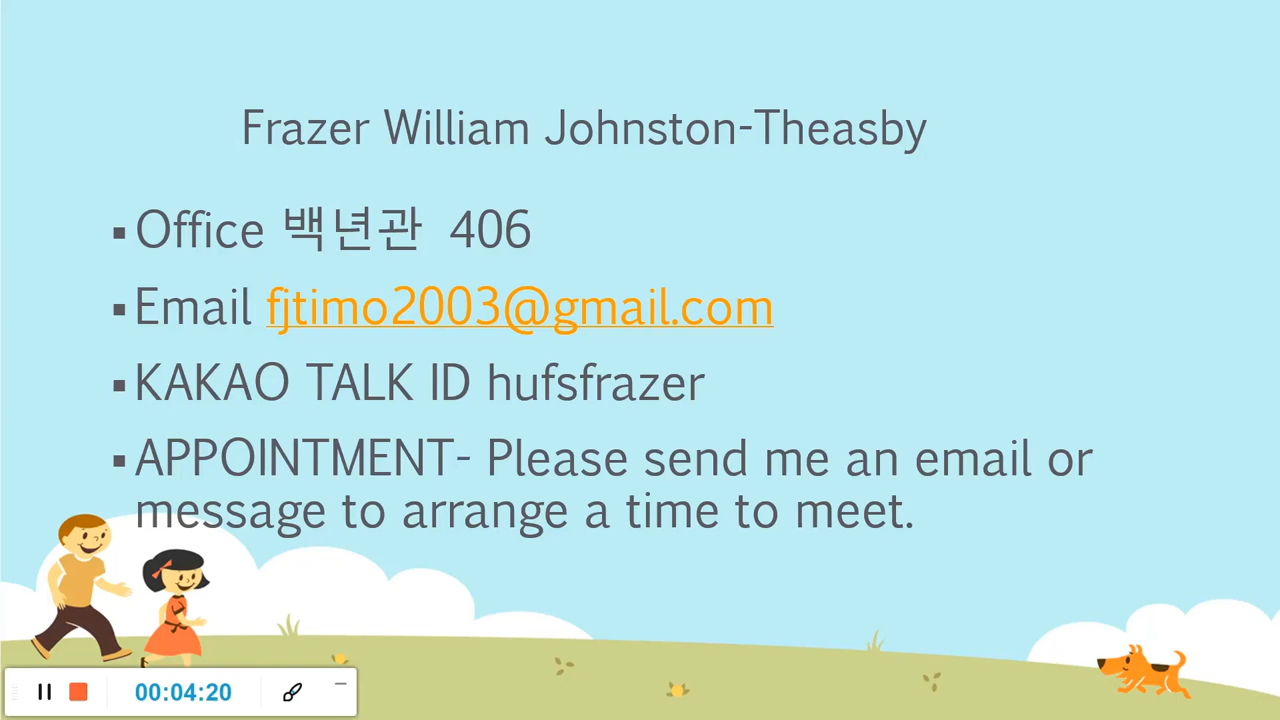 Frazer William Johnston-Theasby
▪Office 백년관 406
▪Email fjtimo2003@gmail.com
▪KAKAO TALK ID hufsfrazer
▪APPOINTMENT- Please send me an email or
message to arrange a time to meet.
00:04:20